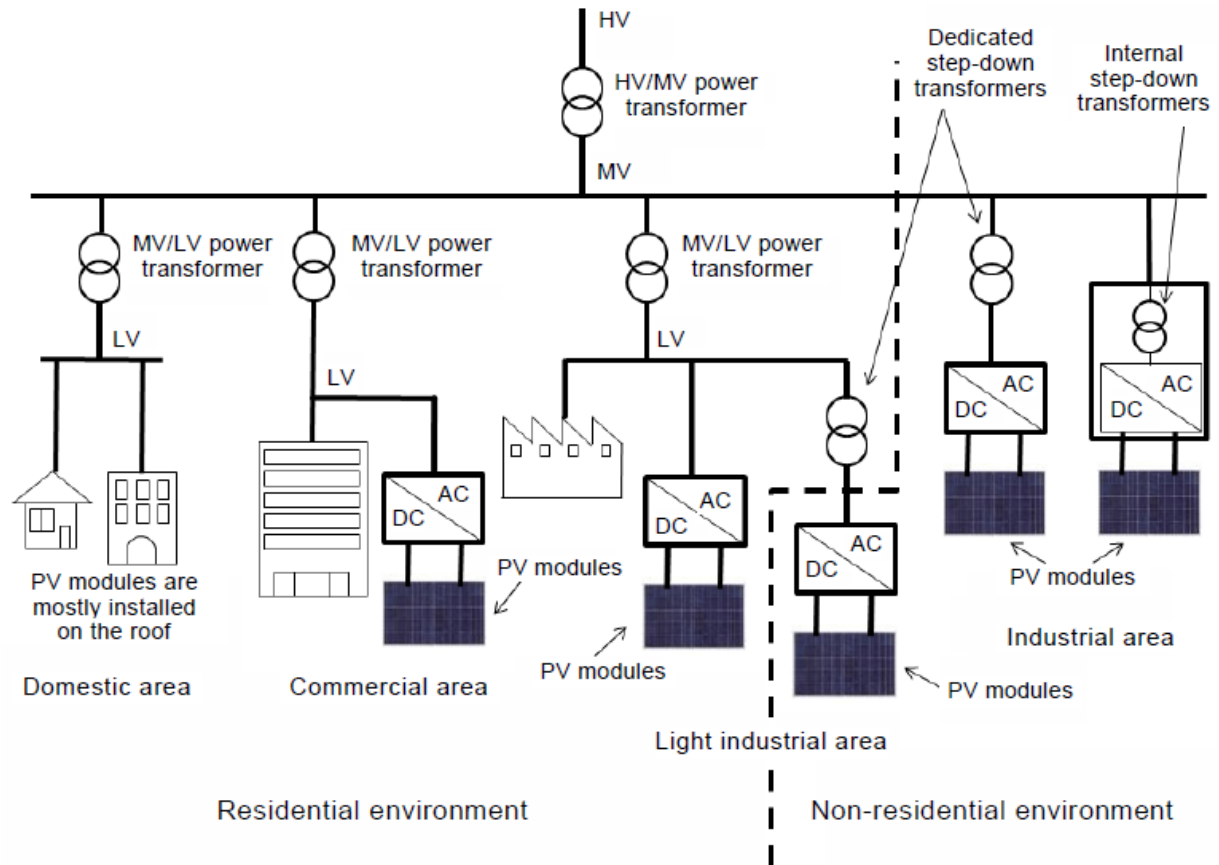 HV
HV/MV power
transformer
MV
Dedicated
step-down
transformers
Internal
step-down
transformers
MV/LV power
transformer
MV/LV power
transformer
MV/LV power
transformer
LV
LV
LV
AC
DC
AC
DC
AC
DC
AC
DC
AC
DC
PV modules are
mostly installed
on the roof
PV modules
PV modules
PV modules
PV modules
Domestic area
Commercial area
Light industrial area
Industrial area
Residential environment
Non-residential environment